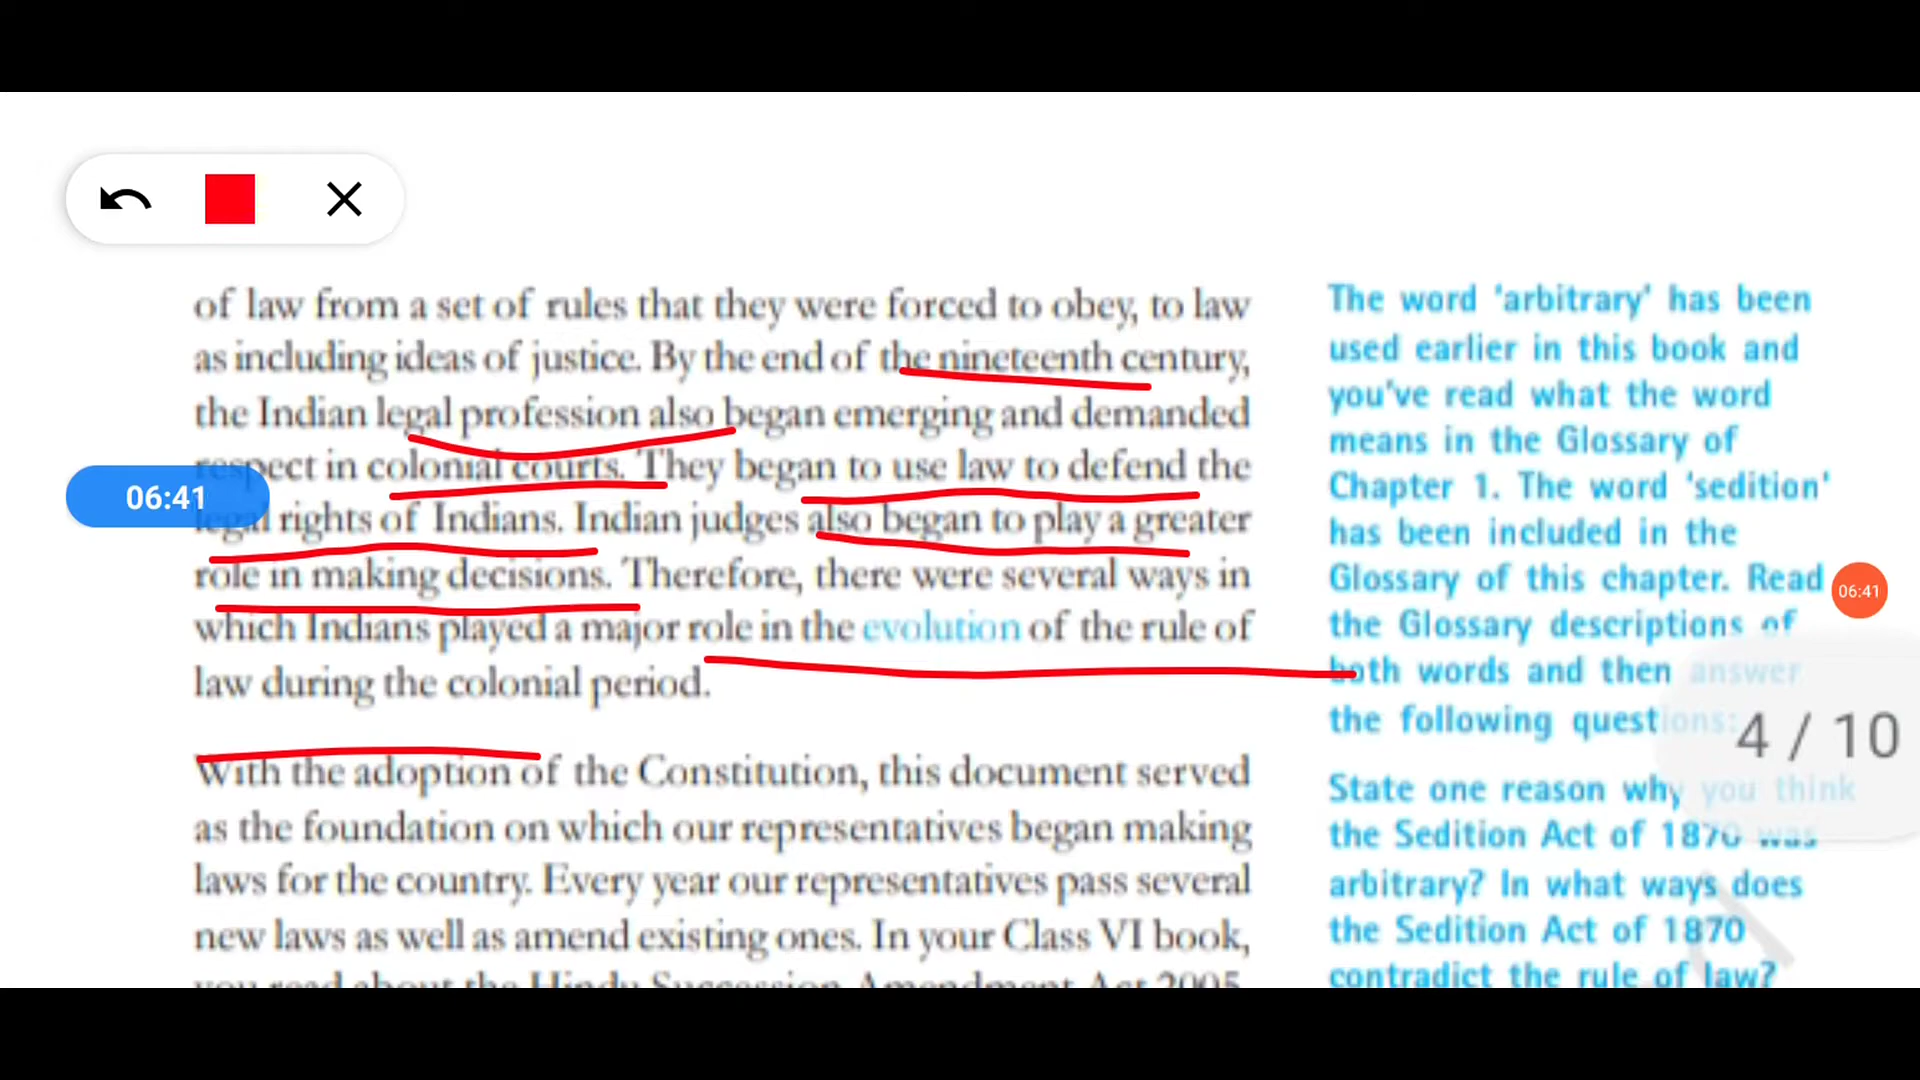 of law from a set of rules that they were forced to obey, to law
as including ideas of justice. By the end of the nineteenth century,
the Indian legal profession also began emerging and demanded
respect in colonial courts. They began to use law to defend the
06:41
legal rights of Indians. Indian judges also began to play a greater
role in making decisions. Therefore, there were several ways in
which Indians played a major role in the evolution of the rule of
law during the colonial period.
With the adoption of the Constitution, this document served
as the foundation on which our representatives began making
laws for the country. Every year our representatives pass several
new laws as well as amend existing ones. In your Class VI book,
you read about the Hindu Succession Amendment Act 2005.
The word 'arbitrary' has been
used earlier in this book and
you've read what the word
means in the Glossary of
Chapter 1. The word 'sedition'
has been included in the
Glossary of this chapter. Read
the Glossary descriptions of
both words and then answer
the following questions:
State one reason why you think
the Sedition Act of 1870 was
arbitrary? In what ways does
the Sedition Act of 1870
contradict the rule of law?
06:41
4 / 10